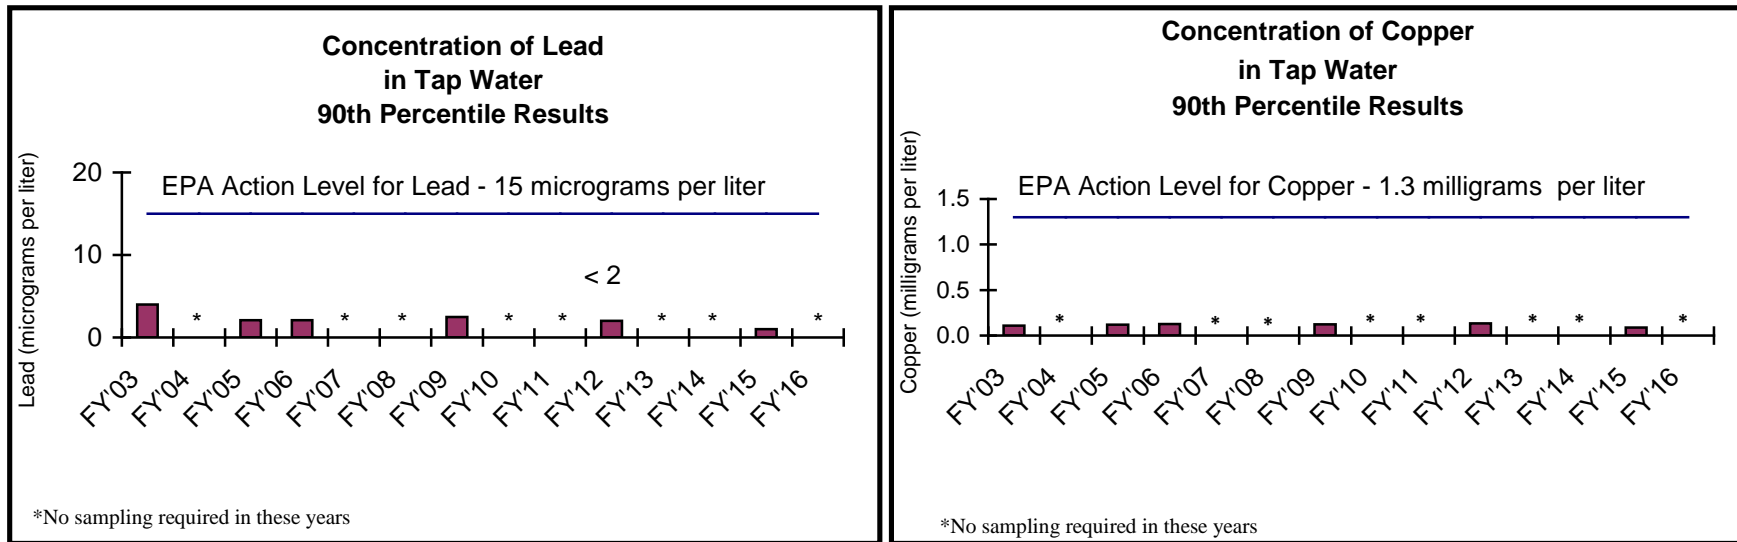 Concentration of Lead
in Tap Water
90th Percentile Results
Lead (micrograms per liter)
20
10
0
EPA Action Level for Lead - 15 micrograms per liter
< 2
* * * * * * * *
FY'03 FY'04 FY'05 FY'06 FY'07 FY'08 FY'09 FY'10 FY'11 FY'12 FY'13 FY'14 FY'15 FY'16
*No sampling required in these years
Concentration of Copper
in Tap Water
90th Percentile Results
Copper (milligrams per liter)
1.5
1.0
0.5
0.0
EPA Action Level for Copper - 1.3 milligrams  per liter
* * * * * * * *
FY'03 FY'04 FY'05 FY'06 FY'07 FY'08 FY'09 FY'10 FY'11 FY'12 FY'13 FY'14 FY'15 FY'16
*No sampling required in these years